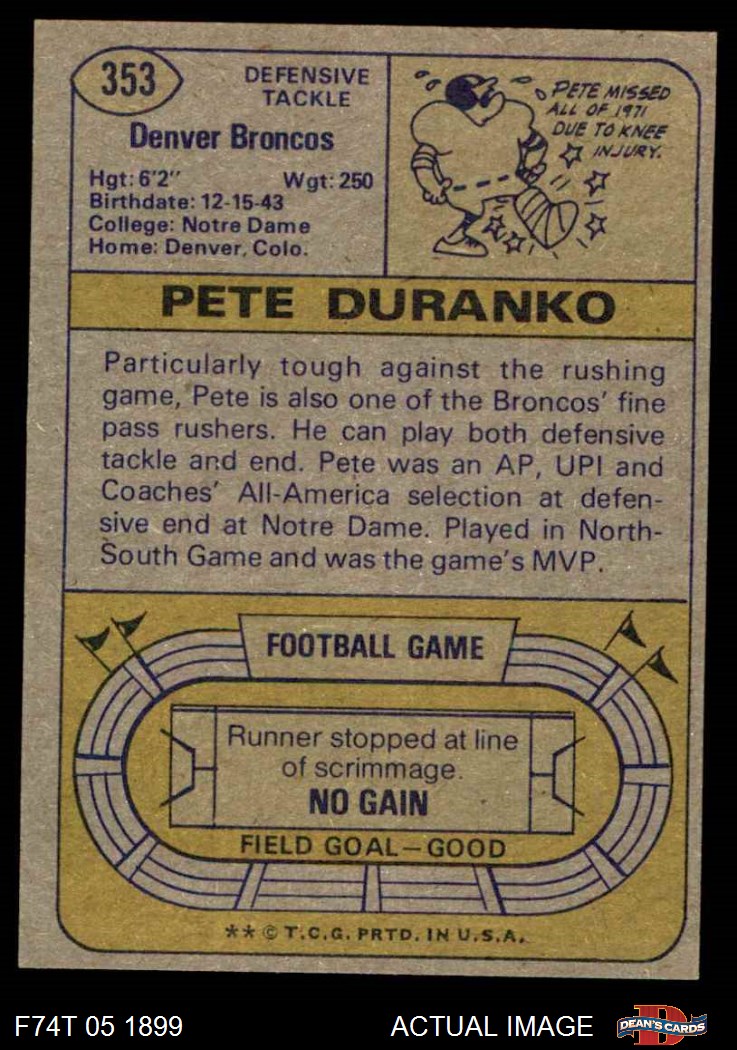 353
DEFENSIVE
TACKLE
Denver Broncos
Hgt: 6'2" Wgt: 250
Birthdate: 12-15-43
College: Notre Dame
Home: Denver, Colo.
PETE MISSED
ALL OF 1971
DUE TO KNEE
INJURY.
PETE DURANKO
Particularly tough against the rushing
game, Pete is also one of the Broncos' fine
pass rushers. He can play both defensive
tackle and end. Pete was an AP, UPI and
Coaches' All-America selection at defen-
sive end at Notre Dame. Played in North-
South Game and was the game's MVP.
FOOTBALL GAME
Runner stopped at line
of scrimmage.
NO GAIN
FIELD GOAL—GOOD
** © T.C.G. PRTD. IN U.S.A.
F74T 05 1899 ACTUAL IMAGE
D
DEAN'S CARDS